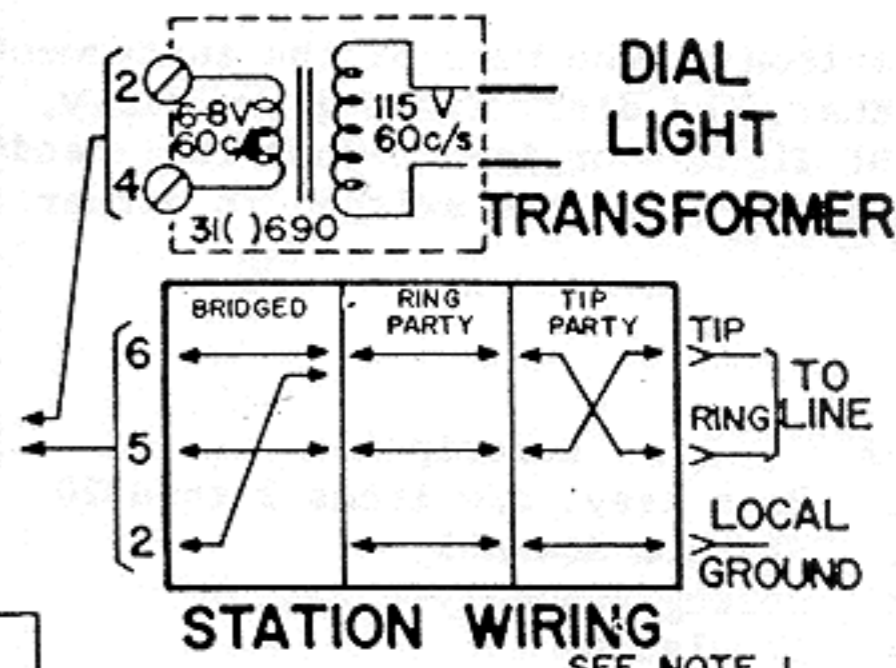 DIAL
LIGHT
TRANSFORMER
2
6-8V
115 V
60c/s
4
31( )690
BRIDGED
RING
PARTY
TIP
PARTY
6
TIP
TO
LINE
RING
5
2
LOCAL
GROUND
STATION WIRING
SEE NOTE 1